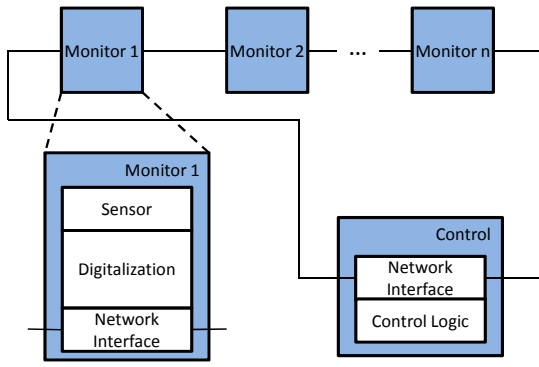 Monitor 1
Monitor 2
...
Monitor n
Monitor 1
Sensor
Digitalization
Network
Interface
Control
Network
Interface
Control Logic